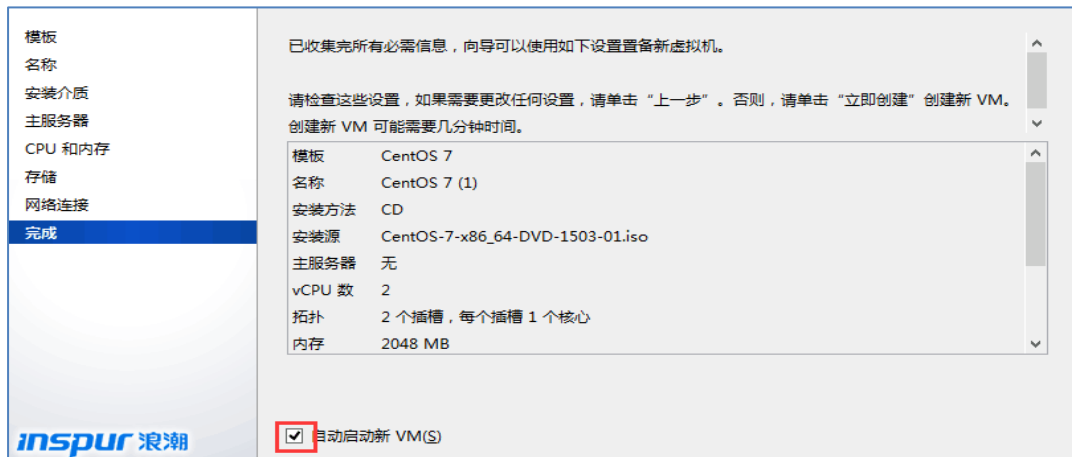 模板
名称
安装介质
主服务器
CPU 和内存
存储
网络连接
完成
inspur 浪潮
已收集完所有必需信息，向导可以使用如下设置置备新虚拟机。
请检查这些设置，如果需要更改任何设置，请单击“上一步”。否则，请单击“立即创建”创建新 VM。
创建新 VM 可能需要几分钟时间。
模板 CentOS 7
名称 CentOS 7 (1)
安装方法 CD
安装源 CentOS-7-x86_64-DVD-1503-01.iso
主服务器 无
vCPU 数 2
拓扑 2 个插槽，每个插槽 1 个核心
内存 2048 MB
自动启动新 VM(S)